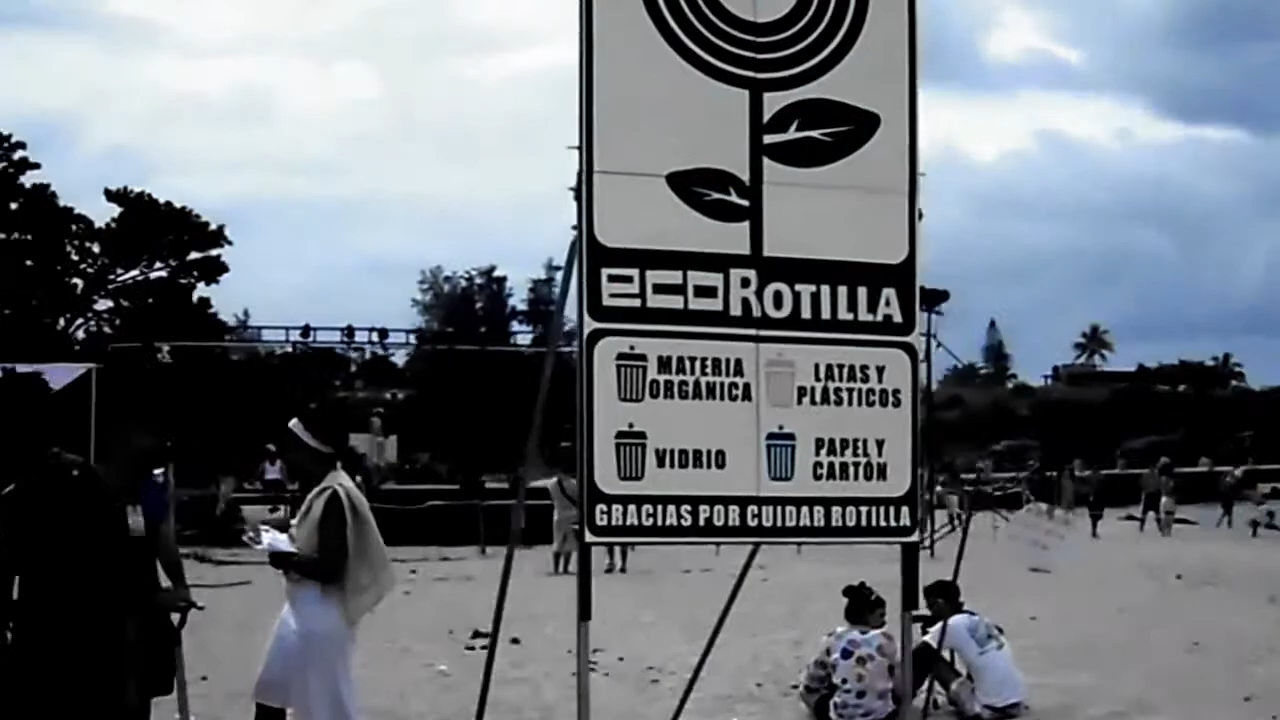 ecoROTILLA
MATERIA
ORGÁNICA
LATAS Y
PLÁSTICOS
VIDRIO
PAPEL Y
CARTÓN
GRACIAS POR CUIDAR ROTILLA